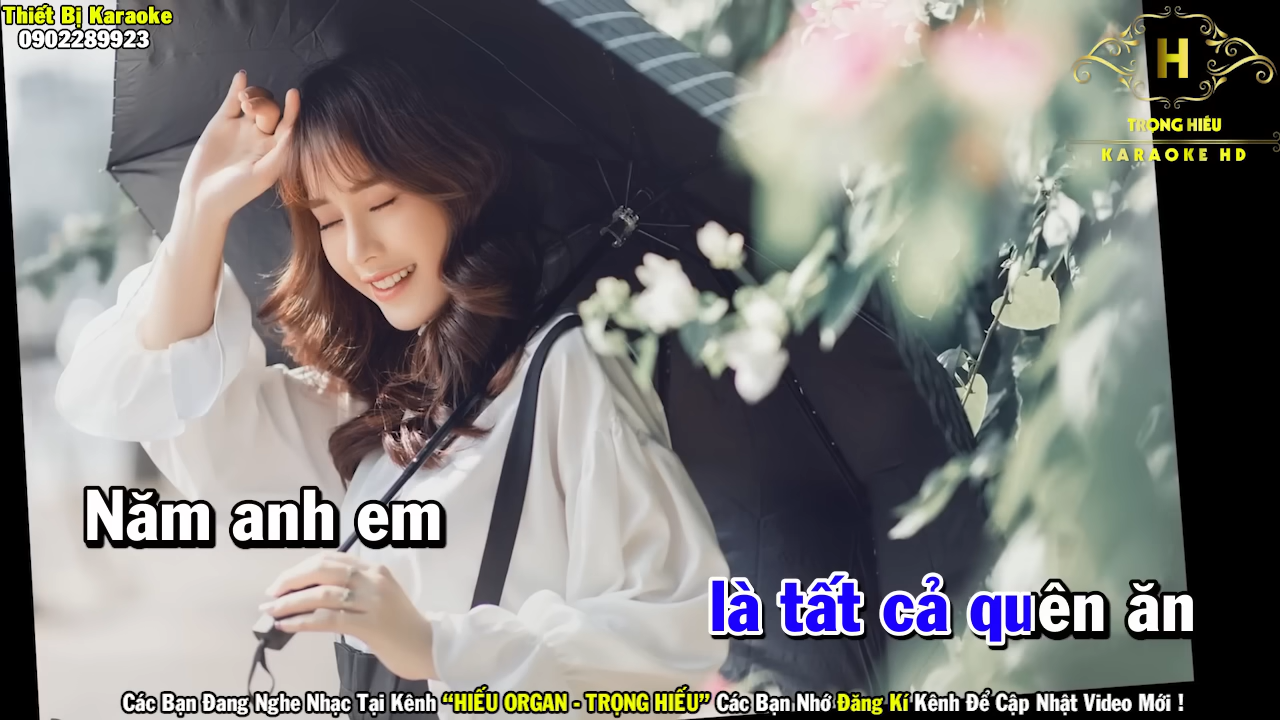 Thiết Bị Karaoke
0902289923
H
TRỌNG HIẾU
KARAOKE HD
Năm anh em
là tất cả quên ăn
Các Bạn Đang Nghe Nhạc Tại Kênh “HIẾU ORGAN - TRỌNG HIẾU” Các Bạn Nhớ Đăng Kí Kênh Để Cập Nhật Video Mới !